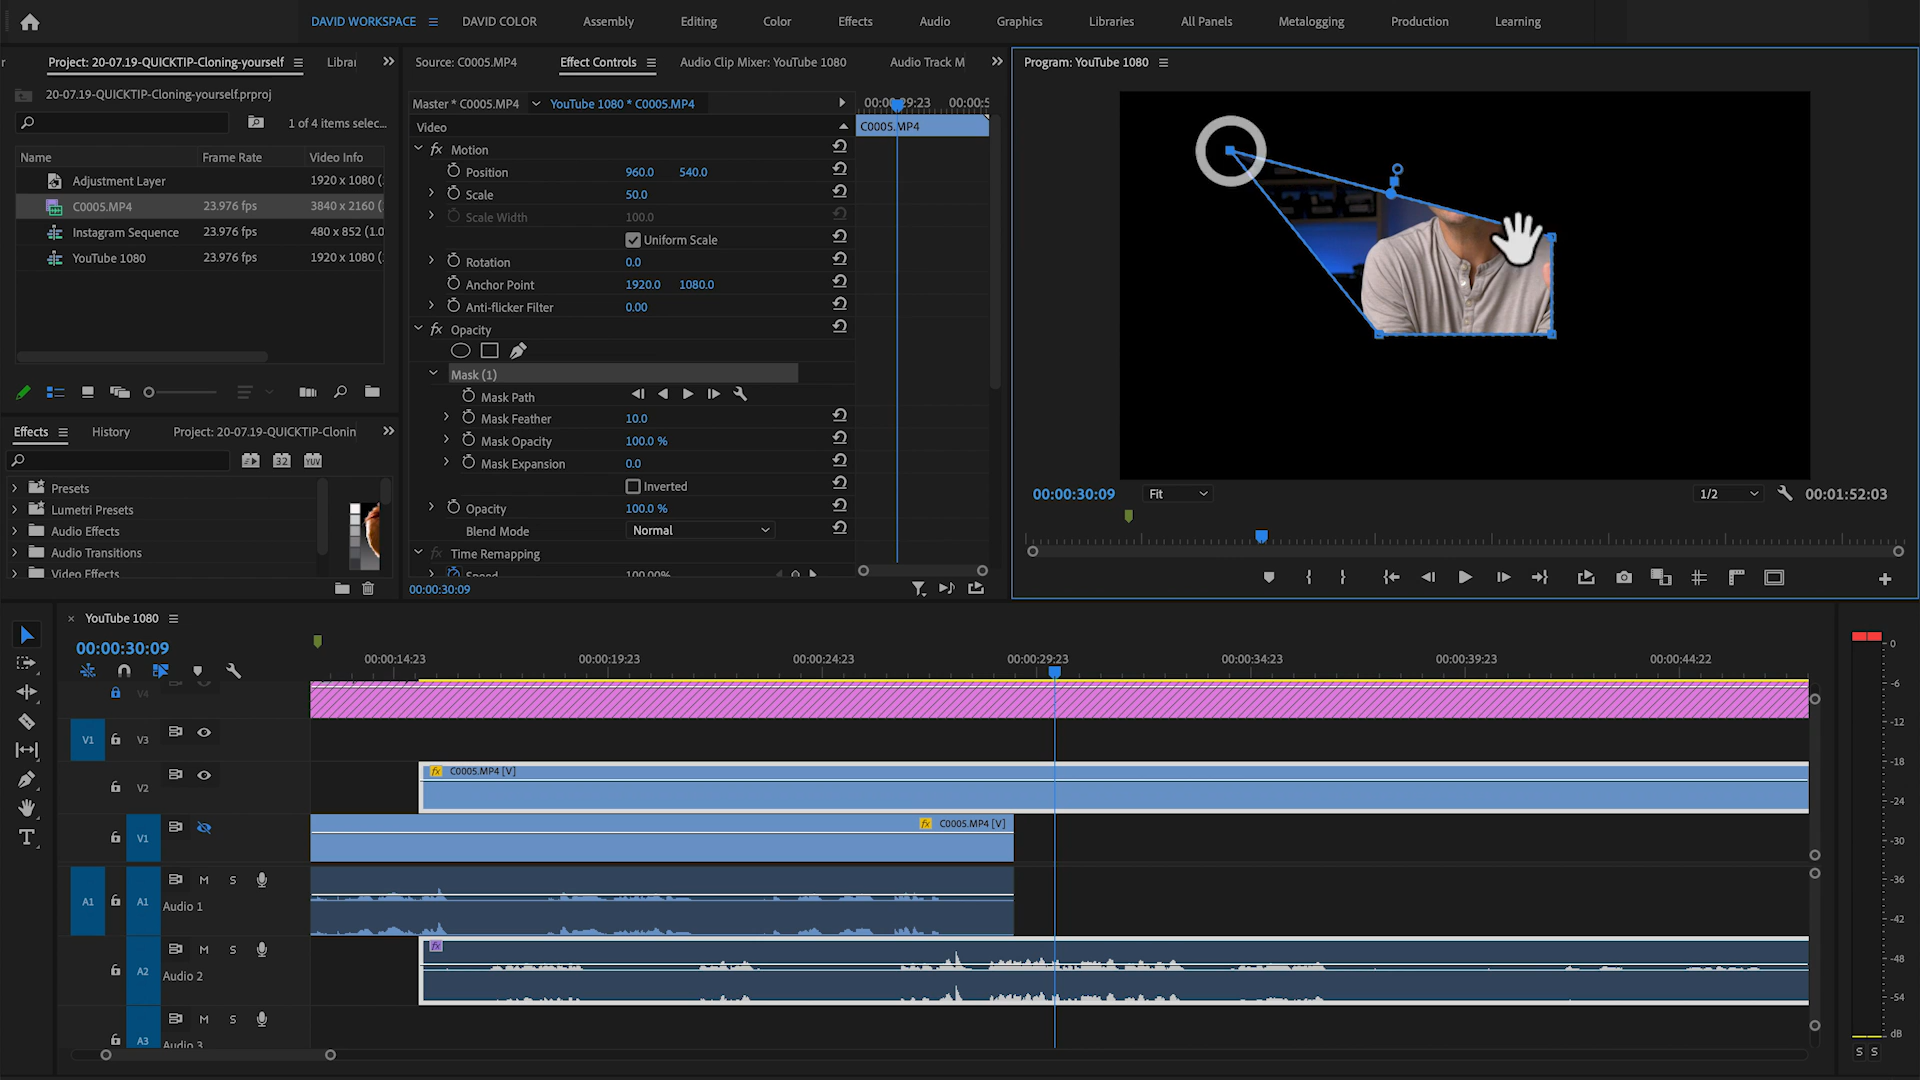 DAVID WORKSPACE
DAVID COLOR
Assembly
Editing
Color
Effects
Audio
Graphics
Libraries
All Panels
Metalogging
Production
Learning
Project: 20-07.19-QUICKTIP-Cloning-yourself
Librar
20-07.19-QUICKTIP-Cloning-yourself.prproj
1 of 4 items selec...
Name
Frame Rate
Video Info
Adjustment Layer
1920 x 1080 (
C0005.MP4
23.976 fps
3840 x 2160 (
Instagram Sequence
23.976 fps
480 x 852 (1.0
YouTube 1080
23.976 fps
1920 x 1080 (
Effects
History
Project: 20-07.19-QUICKTIP-Clonin
32
YUV
Presets
Lumetri Presets
Audio Effects
Audio Transitions
Video Effects
Source: C0005.MP4
Effect Controls
Audio Clip Mixer: YouTube 1080
Audio Track M
Master * C0005.MP4
YouTube 1080 * C0005.MP4
00:00:29:23
00:00:5
Video
C0005.MP4
fx Motion
Position
960.0
540.0
Scale
50.0
Scale Width
100.0
Uniform Scale
Rotation
0.0
Anchor Point
1920.0
1080.0
Anti-flicker Filter
0.00
fx Opacity
Mask (1)
Mask Path
Mask Feather
10.0
Mask Opacity
100.0 %
Mask Expansion
0.0
Inverted
Opacity
100.0 %
Blend Mode
Normal
fx Time Remapping
Speed
100.00%
00:00:30:09
Program: YouTube 1080
00:00:30:09
Fit
1/2
00:01:52:03
YouTube 1080
00:00:30:09
00:00:14:23
00:00:19:23
00:00:24:23
00:00:29:23
00:00:34:23
00:00:39:23
00:00:44:22
V4
V1
V3
V2
fx C0005.MP4 [V]
V1
fx C0005.MP4 [V]
A1
A1
M
S
Audio 1
A2
M
S
Audio 2
fx
A3
M
S
Audio 3
0
-6
-12
-18
-24
-30
-36
-42
-48
-54
dB
S
S